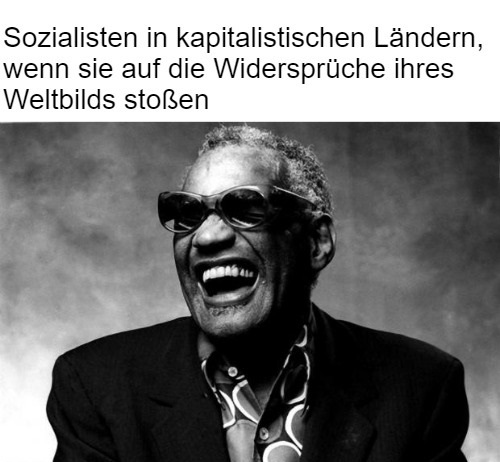 Sozialisten in kapitalistischen Ländern,
wenn sie auf die Widersprüche ihres
Weltbilds stoßen